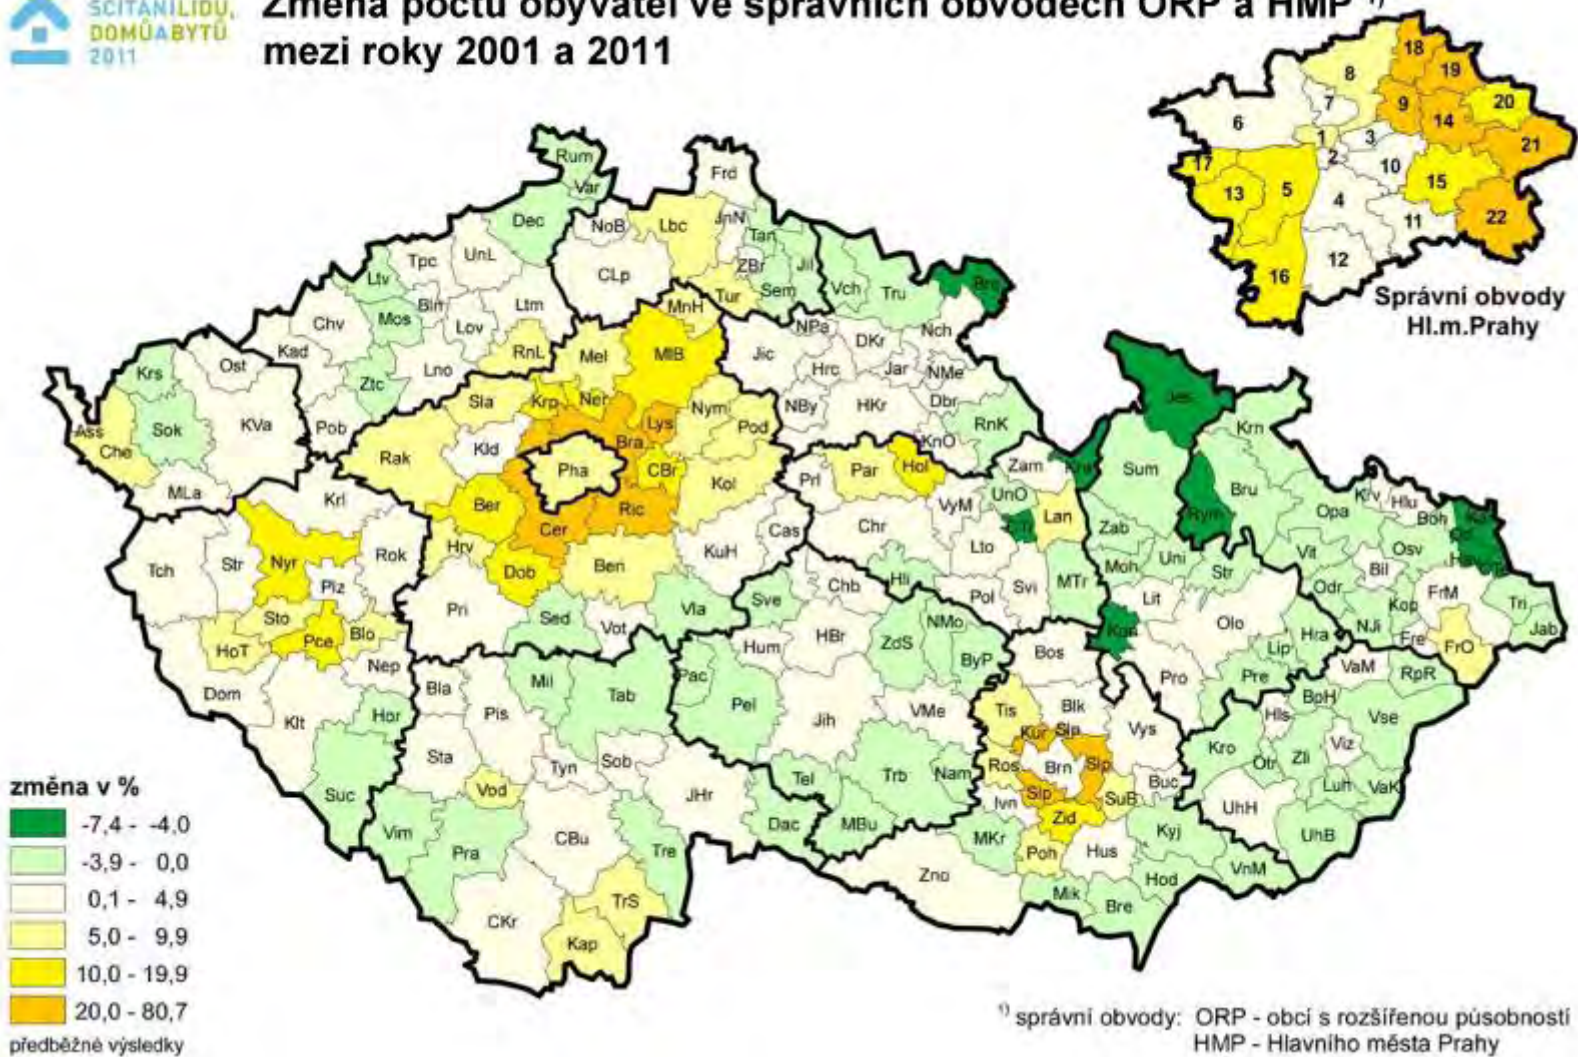 SČÍTÁNÍLIDU,
DOMŮABYTŮ
2011
Změna počtu obyvatel ve správních obvodech ORP a HMP ¹⁾
mezi roky 2001 a 2011
18
8
19
7
9
20
6
14
1
3
21
2
10
17
15
5
13
4
22
11
12
16
Správní obvody
Hl.m.Prahy
Rum
Var
Frd
Dec
NoB
Lbc
JnN
Tan
UnL
Tpc
CLp
ZBr
Jil
Ltv
Sem
Vch
Tru
Bro
Tur
MnH
Bln
Ltm
Mos
Chv
Lov
NPa
Nch
DKr
Kad
RnL
Mel
MlB
Jic
Ost
Lno
Hrc
Jar
NMe
Krs
Ztc
Sla
Krp
Ner
Nym
NBy
HKr
Dbr
Jes
Ass
Sok
KVa
Pob
Lys
Pod
RnK
Krn
Che
Kld
Bra
KnO
Rak
Pha
CBr
Kol
Prl
Par
Hol
Zam
Kra
Sum
MLa
Krl
Ber
Ric
VyM
UnO
Bru
Krv
Hlu
Cer
Cas
Chr
CTr
Lan
Zab
Rym
Opa
Boh
Kar
Tch
Str
Nyr
Rok
Hrv
KuH
Lto
Uni
Vit
Osv
Hav
Plz
Dob
Ben
Moh
Str
Bil
Pri
Chb
Hli
Svi
MTr
Odr
FrM
Sto
Sed
Vla
Sve
Pol
Lit
Kop
Tri
HoT
Pce
Blo
Vot
HBr
NMo
Kon
Olo
Hra
NJi
Fre
Jab
Nep
Hum
ZdS
ByP
Bos
Lip
FrO
Dom
Bla
Mil
Tab
Pac
Pel
Pro
Pre
VaM
RpR
Klt
Hor
Pis
Jih
VMe
Tis
Blk
BpH
Hls
Vse
Sta
Kur
Slp
Vys
Kro
Viz
Tyn
Sob
Ros
Brn
Slp
Otr
Zli
Suc
Vod
JHr
Tel
Trb
Nam
Buc
Luh
VaK
Ivn
Slp
SuB
UhH
Vim
CBu
Dac
MBu
Zid
Kyj
UhB
Pra
Tre
MKr
Poh
Hus
Zno
VnM
TrS
Mik
Hod
CKr
Bre
Kap
změna v %
-7,4 - -4,0
-3,9 - 0,0
0,1 - 4,9
5,0 - 9,9
10,0 - 19,9
20,0 - 80,7
předběžné výsledky
¹⁾ správní obvody: ORP - obcí s rozšířenou působností
HMP - Hlavního města Prahy